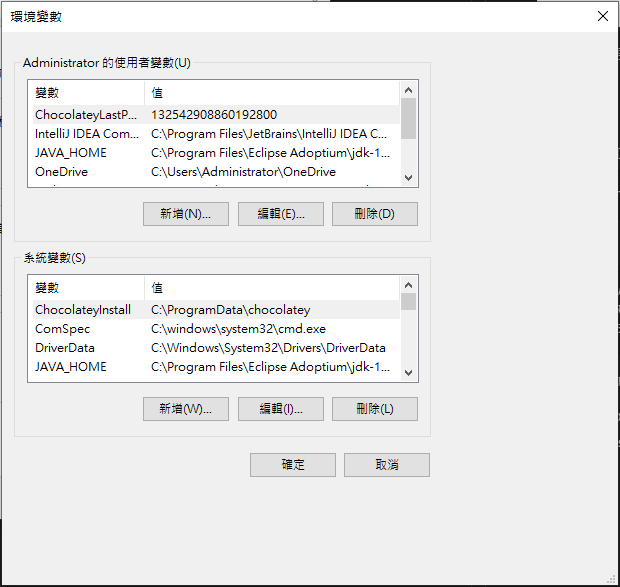 環境變數
Administrator 的使用者變數(U)
變數 值
ChocolateyLastP... 132542908860192800
IntelliJ IDEA Com... C:\Program Files\JetBrains\IntelliJ IDEA C...
JAVA_HOME C:\Program Files\Eclipse Adoptium\jdk-1...
OneDrive C:\Users\Administrator\OneDrive
新增(N)... 編輯(E)... 刪除(D)
系統變數(S)
變數 值
ChocolateyInstall C:\ProgramData\chocolatey
ComSpec C:\windows\system32\cmd.exe
DriverData C:\Windows\System32\Drivers\DriverData
JAVA_HOME C:\Program Files\Eclipse Adoptium\jdk-1...
新增(W)... 編輯(I)... 刪除(L)
確定 取消